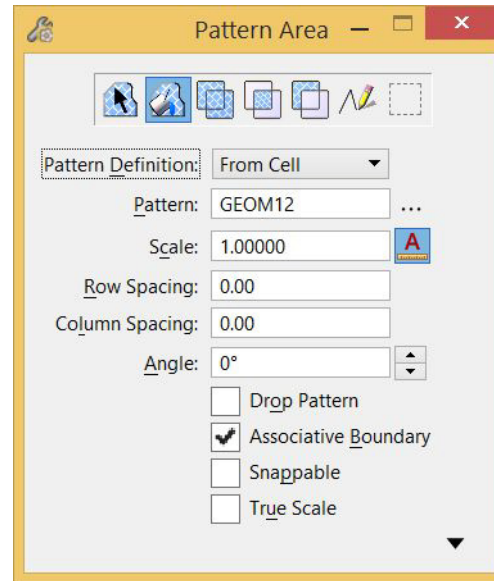 Pattern Area
Pattern Definition: From Cell
Pattern: GEOM12 ...
Scale: 1.00000 A
Row Spacing: 0.00
Column Spacing: 0.00
Angle: 0°
Drop Pattern
Associative Boundary
Snappable
True Scale